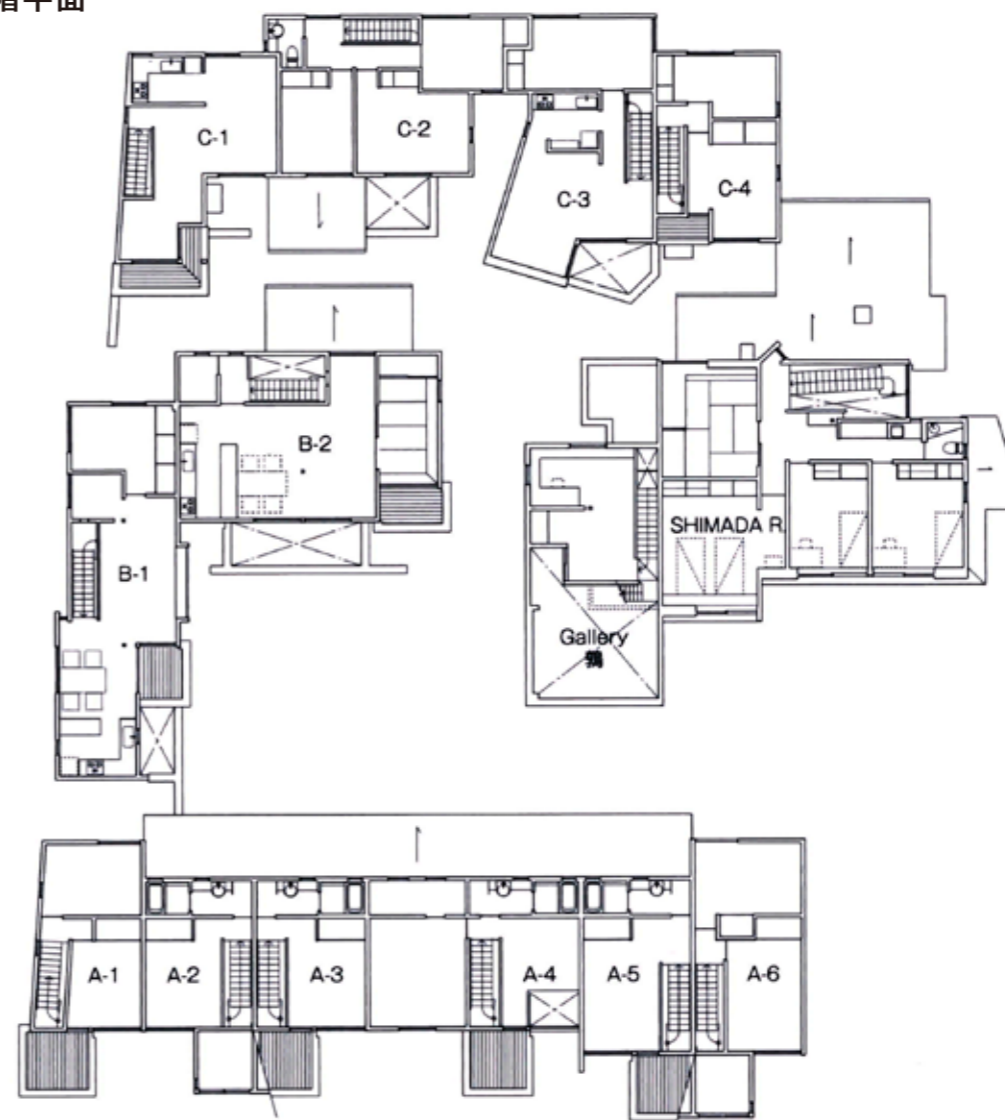 階平面
C-1
C-2
C-3
C-4
B-2
B-1
SHIMADA R.
Gallery
A-1
A-2
A-3
A-4
A-5
A-6